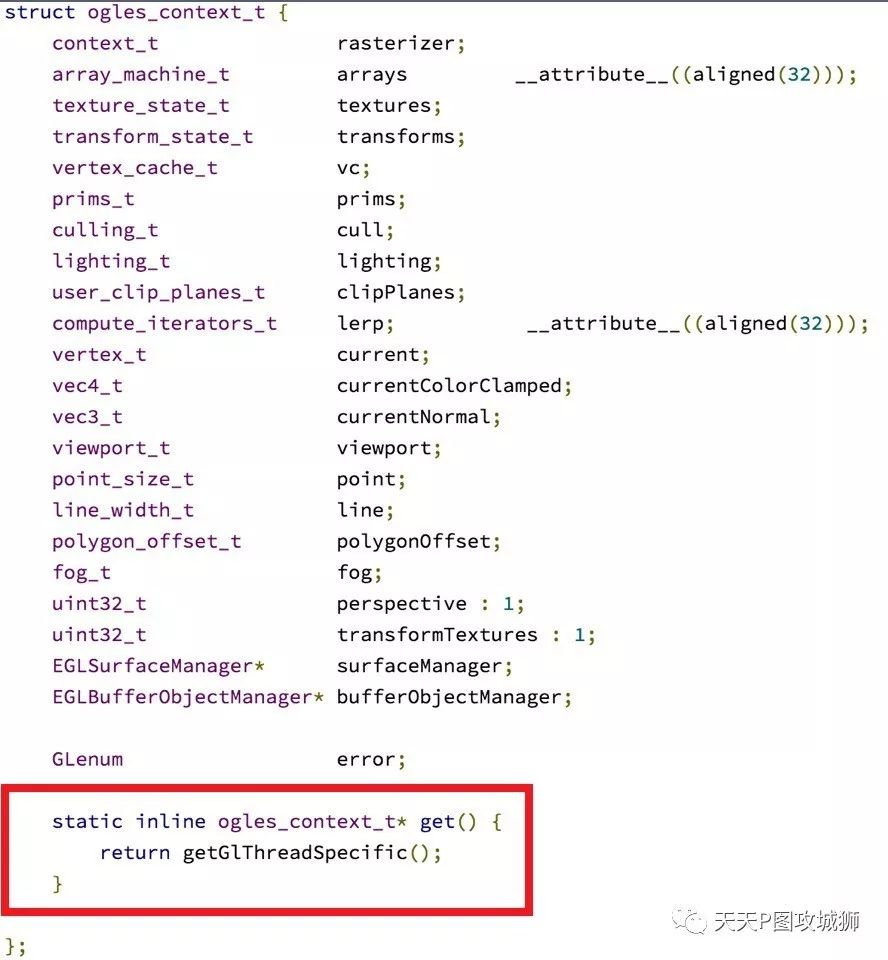 struct ogles_context_t {
    context_t               rasterizer;
    array_machine_t         arrays         __attribute__((aligned(32)));
    texture_state_t         textures;
    transform_state_t       transforms;
    vertex_cache_t          vc;
    prims_t                 prims;
    culling_t               cull;
    lighting_t              lighting;
    user_clip_planes_t      clipPlanes;
    compute_iterators_t     lerp;           __attribute__((aligned(32)));
    vertex_t                current;
    vec4_t                  currentColorClamped;
    vec3_t                  currentNormal;
    viewport_t              viewport;
    point_size_t            point;
    line_width_t            line;
    polygon_offset_t        polygonOffset;
    fog_t                   fog;
    uint32_t                perspective : 1;
    uint32_t                transformTextures : 1;
    EGLSurfaceManager*      surfaceManager;
    EGLBufferObjectManager* bufferObjectManager;
    GLenum                  error;
    static inline ogles_context_t* get() {
        return getGlThreadSpecific();
    }
天天P图攻城狮
};